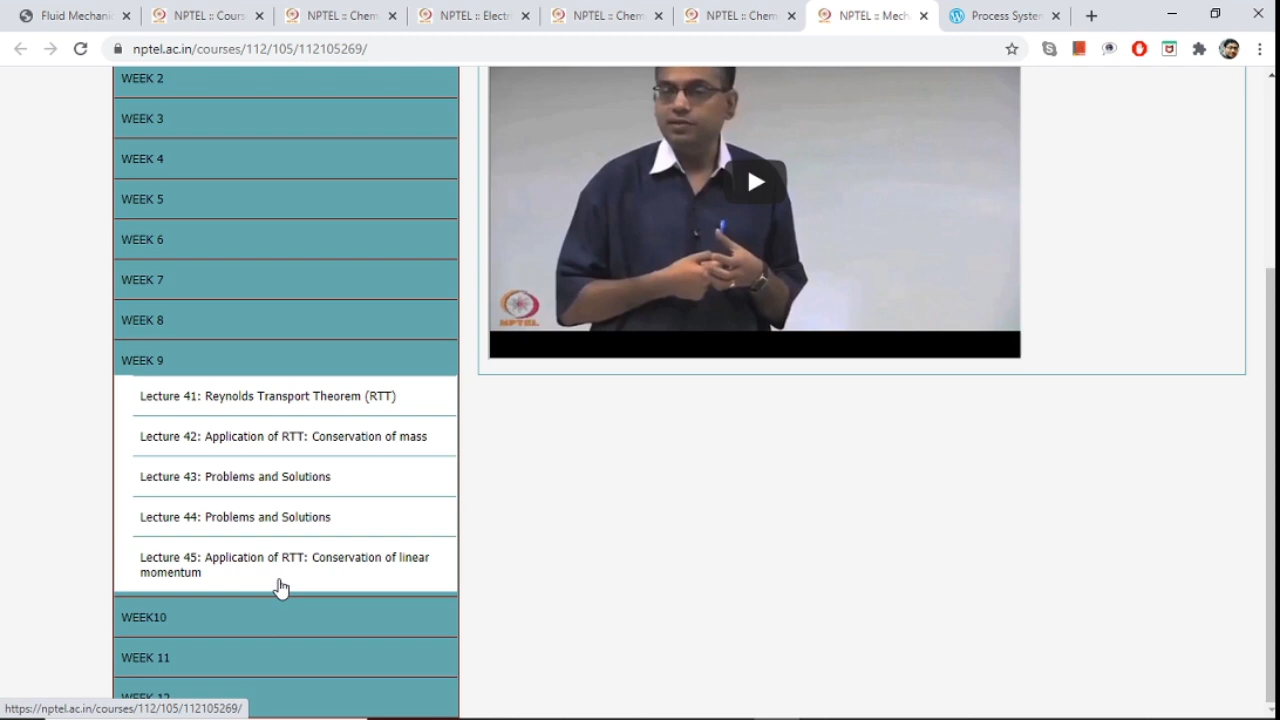 Fluid Mechani
NPTEL :: Cours
NPTEL :: Chem
NPTEL :: Electr
NPTEL :: Chem
NPTEL :: Chem
NPTEL :: Mech
Process System
nptel.ac.in/courses/112/105/112105269/
WEEK 2
WEEK 3
WEEK 4
WEEK 5
WEEK 6
WEEK 7
WEEK 8
WEEK 9
Lecture 41: Reynolds Transport Theorem (RTT)
Lecture 42: Application of RTT: Conservation of mass
Lecture 43: Problems and Solutions
Lecture 44: Problems and Solutions
Lecture 45: Application of RTT: Conservation of linear
momentum
WEEK10
WEEK 11
WEEK 12
https://nptel.ac.in/courses/112/105/112105269/
NPTEL